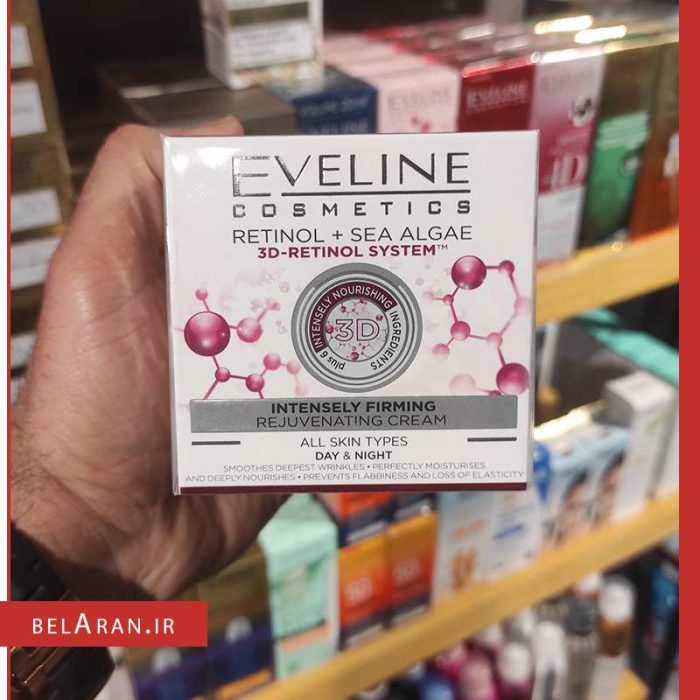 EVELINE
COSMETICS
RETINOL + SEA ALGAE
3D-RETINOL SYSTEM™
INTENSELY NOURISHING
3D
plus 6
INGREDIENTS
INTENSELY FIRMING
REJUVENATING CREAM
ALL SKIN TYPES
DAY & NIGHT
SMOOTHES DEEPEST WRINKLES • PERFECTLY MOISTURISES
AND DEEPLY NOURISHES • PREVENTS FLABBINESS AND LOSS OF ELASTICITY
EVELINE
EVELINE
4D
BELARAN.IR